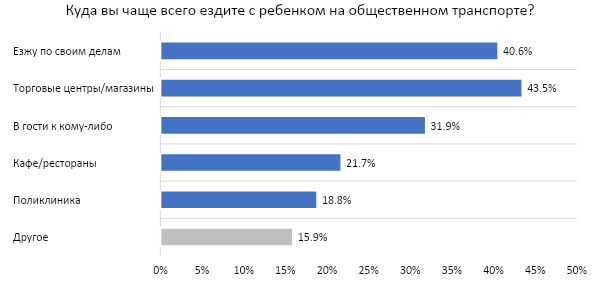 Куда вы чаще всего ездите с ребенком на общественном транспорте?
Езжу по своим делам 40.6%
Торговые центры/магазины 43.5%
В гости к кому-либо 31.9%
Кафе/рестораны 21.7%
Поликлиника 18.8%
Другое 15.9%
0% 5% 10% 15% 20% 25% 30% 35% 40% 45% 50%